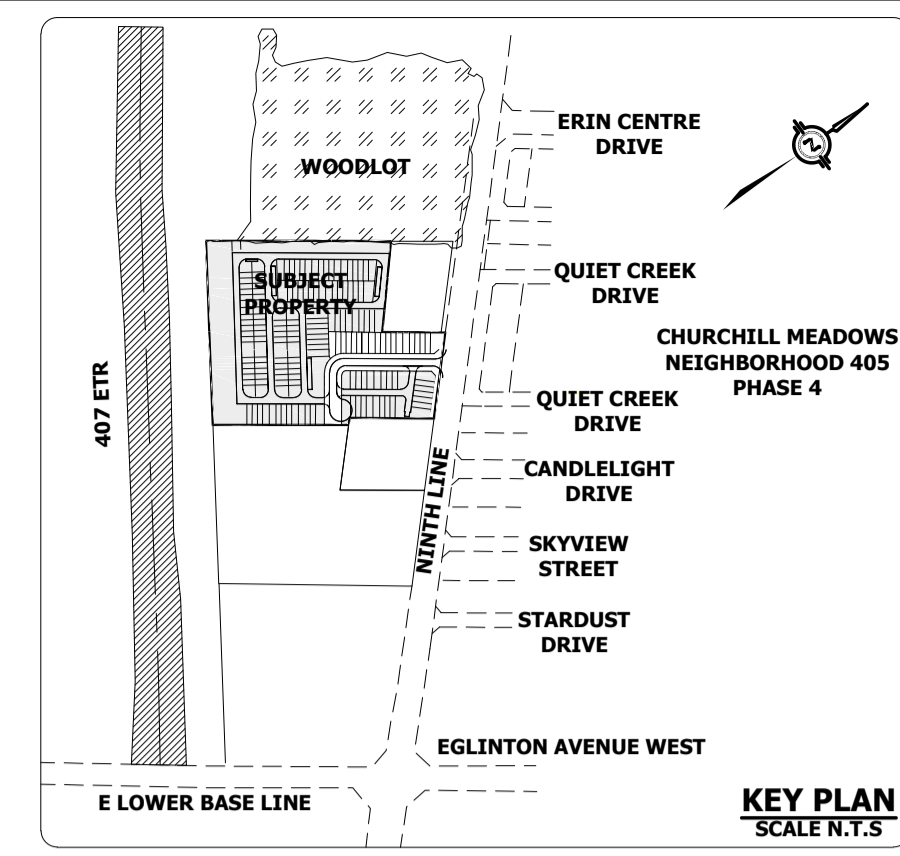 ERIN CENTRE
DRIVE
WOODLOT
QUIET CREEK
DRIVE
SUBJECT
PROPERTY
CHURCHILL MEADOWS
NEIGHBORHOOD 405
PHASE 4
407 ETR
QUIET CREEK
DRIVE
NINTH LINE
CANDLELIGHT
DRIVE
SKYVIEW
STREET
STARDUST
DRIVE
EGLINTON AVENUE WEST
E LOWER BASE LINE
KEY PLAN
SCALE N.T.S
N